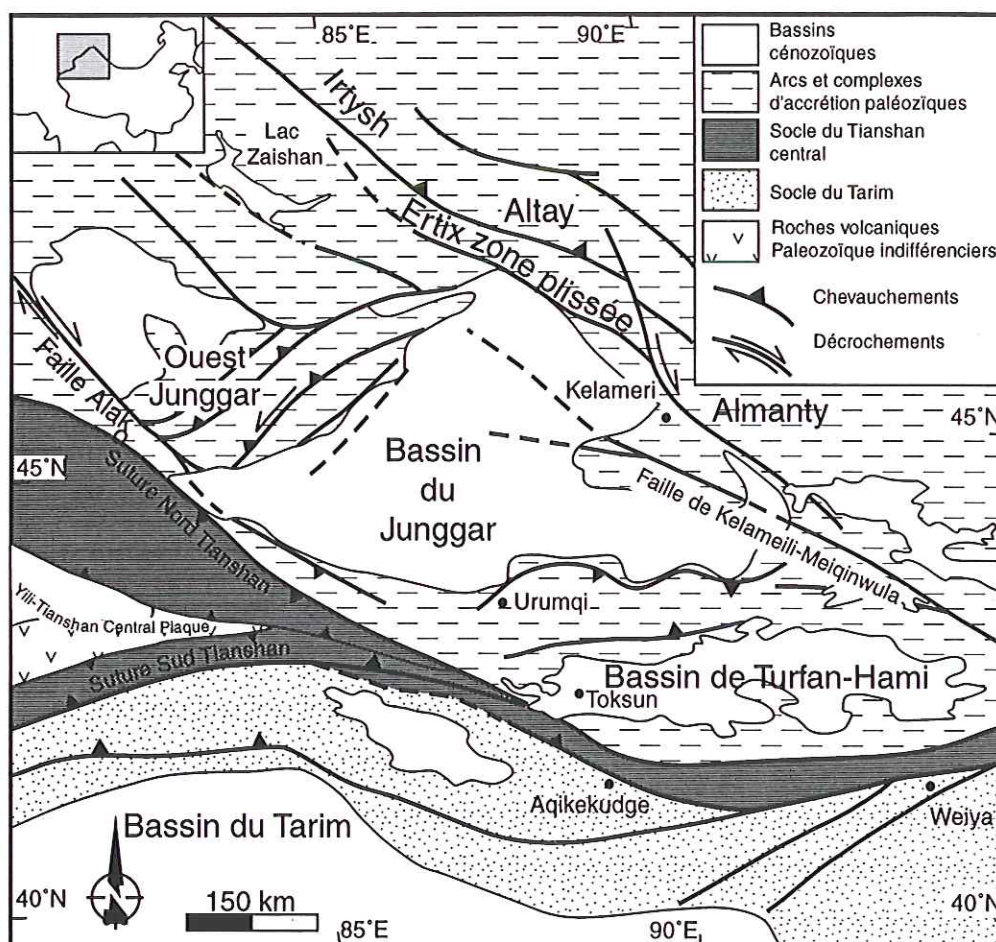 85°E
90°E
Bassins
cénozoïques
Arcs et complexes
d'accrétion paléozïques
Socle du Tianshan
central
Socle du Tarim
Roches volcaniques
Paleozoïque indifférenciers
v
Chevauchements
Décrochements
Irtysh
Lac
Zaishan
Altay
Ertix zone plissée
Ouest
Junggar
Faille Alako
Kelameri
Almanty
45°N
45°N
Bassin
du
Junggar
Suture Nord Tianshan
Faille de Kelameili-Meiqinwula
Urumqi
Yili-Tianshan Central Plaque
Suture Sud Tianshan
Bassin de Turfan-Hami
Toksun
Aqikekudge
Weiya
Bassin du Tarim
40°N
40°N
150 km
85°E
90°E